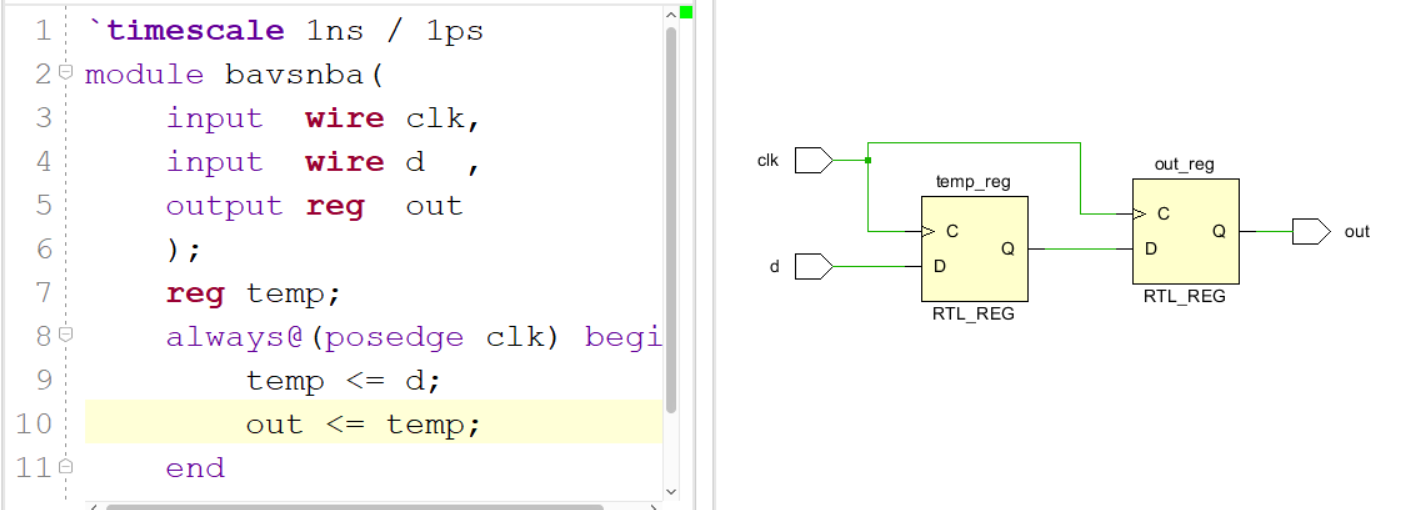 1 `timescale 1ns / 1ps
2 module bavsnba(
3 input wire clk,
4 input wire d ,
5 output reg out
6 );
7 reg temp;
8 always@(posedge clk) begi
9 temp <= d;
10 out <= temp;
11 end
clk
d
temp_reg
C
D
Q
RTL_REG
out_reg
C
D
Q
RTL_REG
out